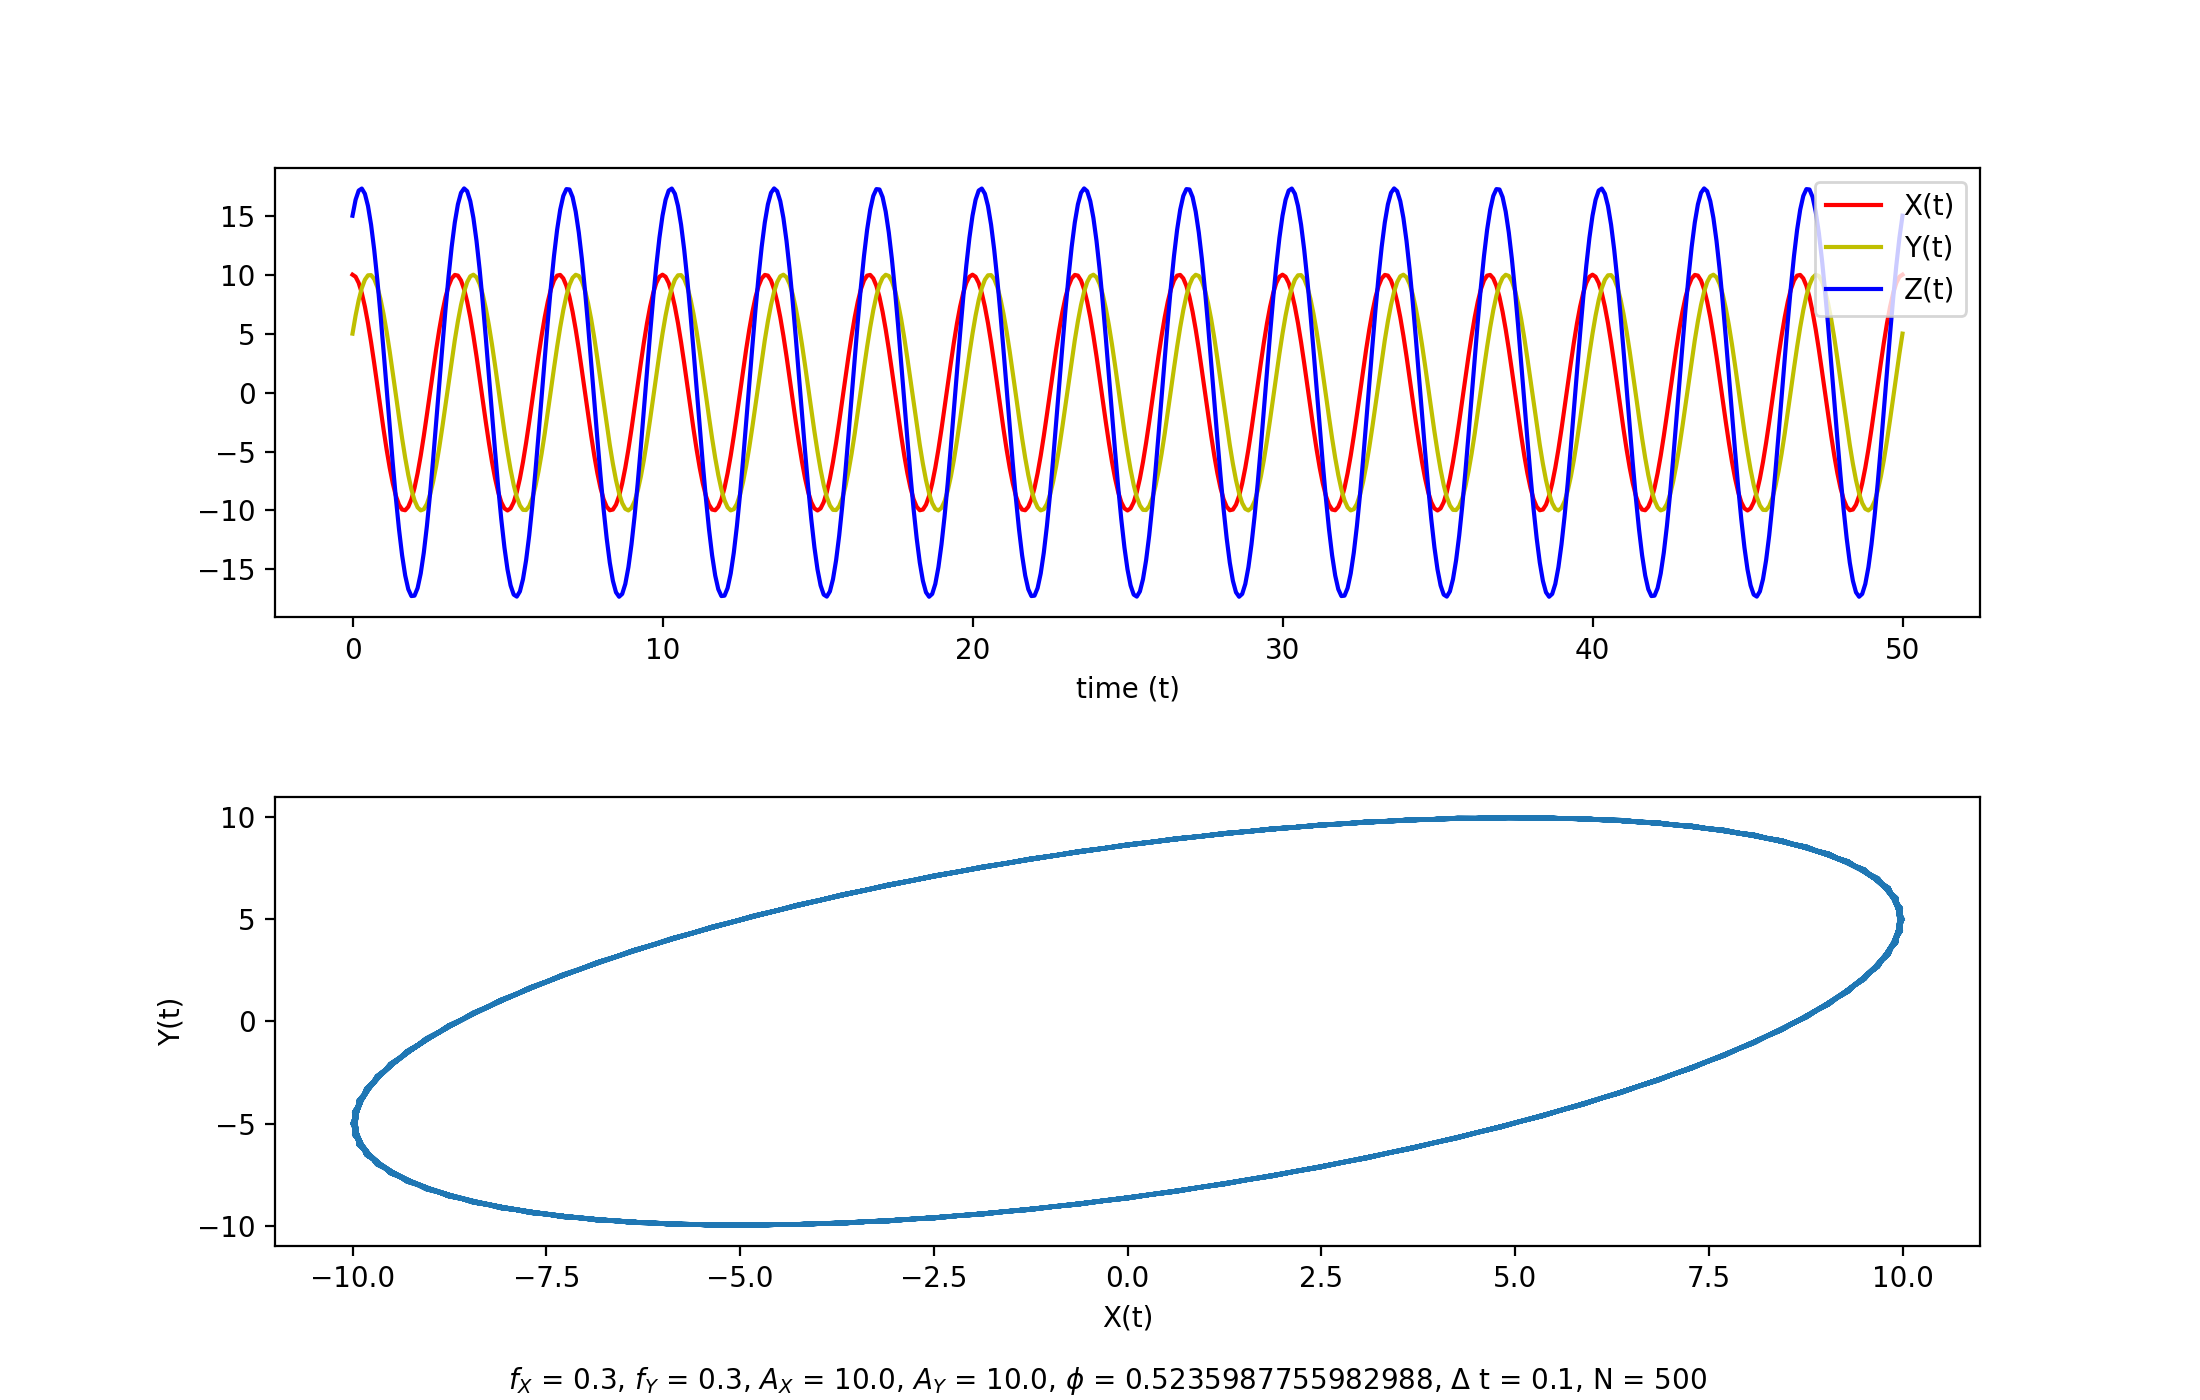 15
10
5
0
−5
−10
−15
X(t)
Y(t)
Z(t)
0 10 20 30 40 50
time (t)
10
5
0
−5
−10
Y(t)
−10.0 −7.5 −5.0 −2.5 0.0 2.5 5.0 7.5 10.0
X(t)
f_X = 0.3, f_Y = 0.3, A_X = 10.0, A_Y = 10.0, ϕ = 0.5235987755982988, Δ t = 0.1, N = 500